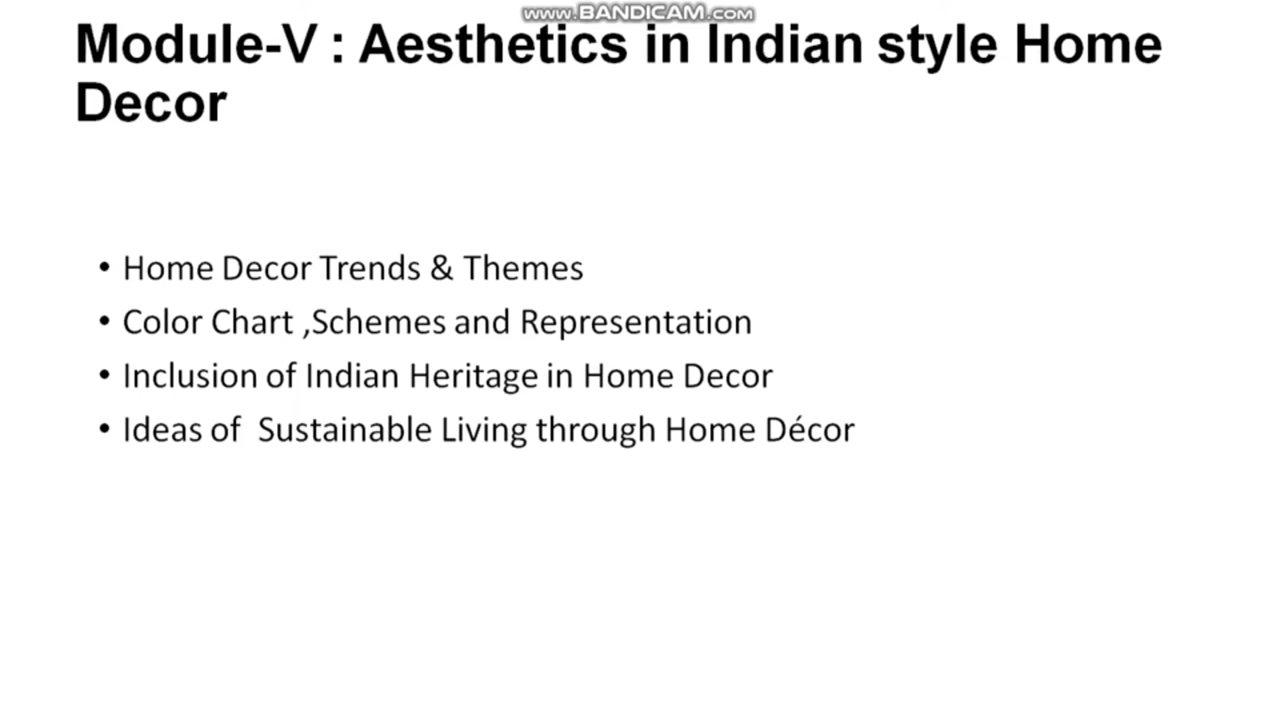 www.BANDICAM.com
Module-V : Aesthetics in Indian style Home
Decor
• Home Decor Trends & Themes
• Color Chart ,Schemes and Representation
• Inclusion of Indian Heritage in Home Decor
• Ideas of  Sustainable Living through Home Décor